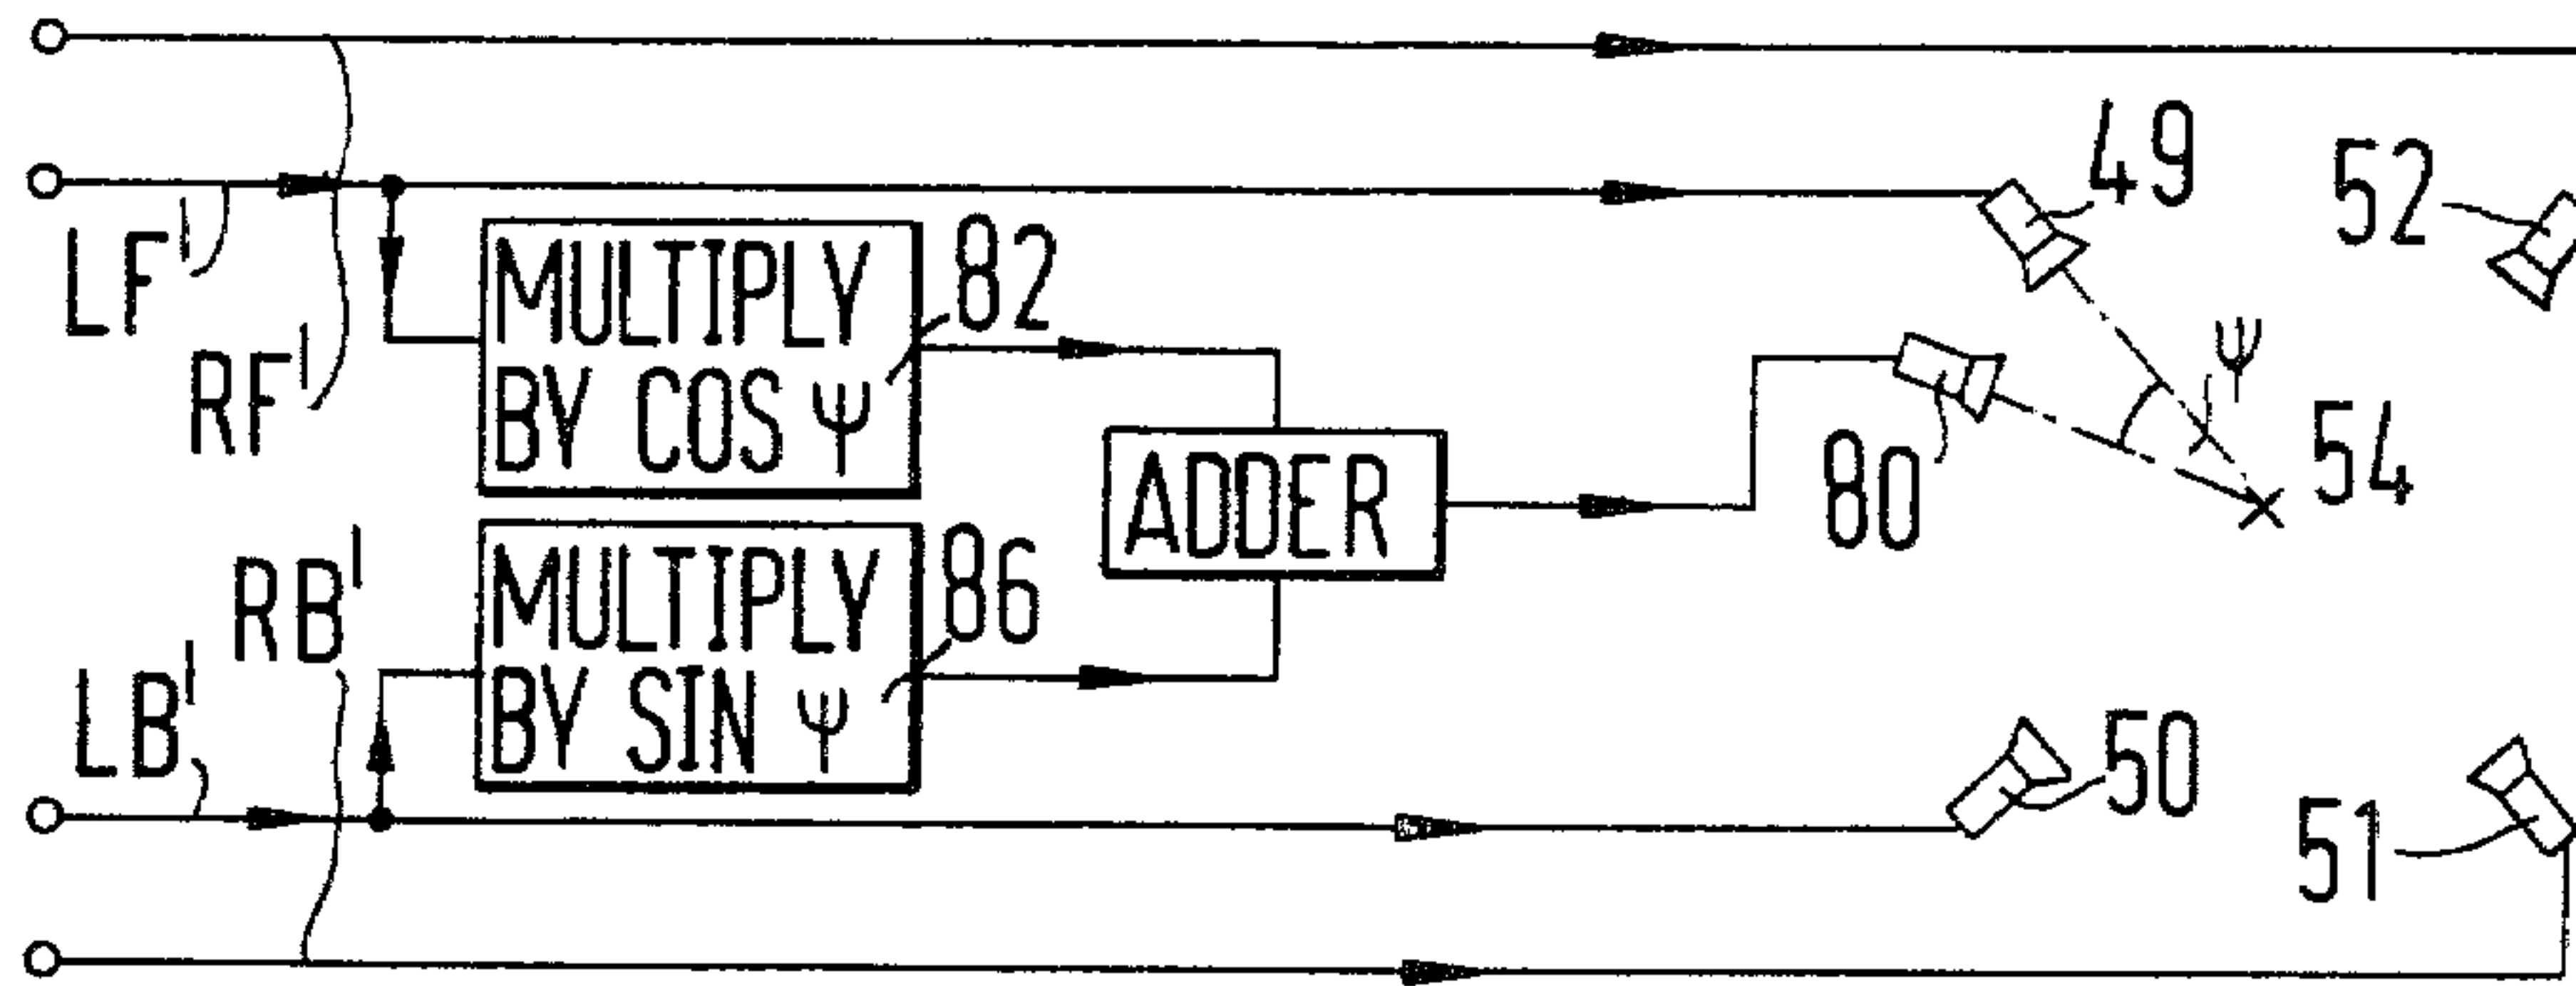 LF'
RF'
MULTIPLY
BY COS ψ
82
49
52
ψ
80
54
ADDER
RB'
LB'
MULTIPLY
BY SIN ψ
86
50
51